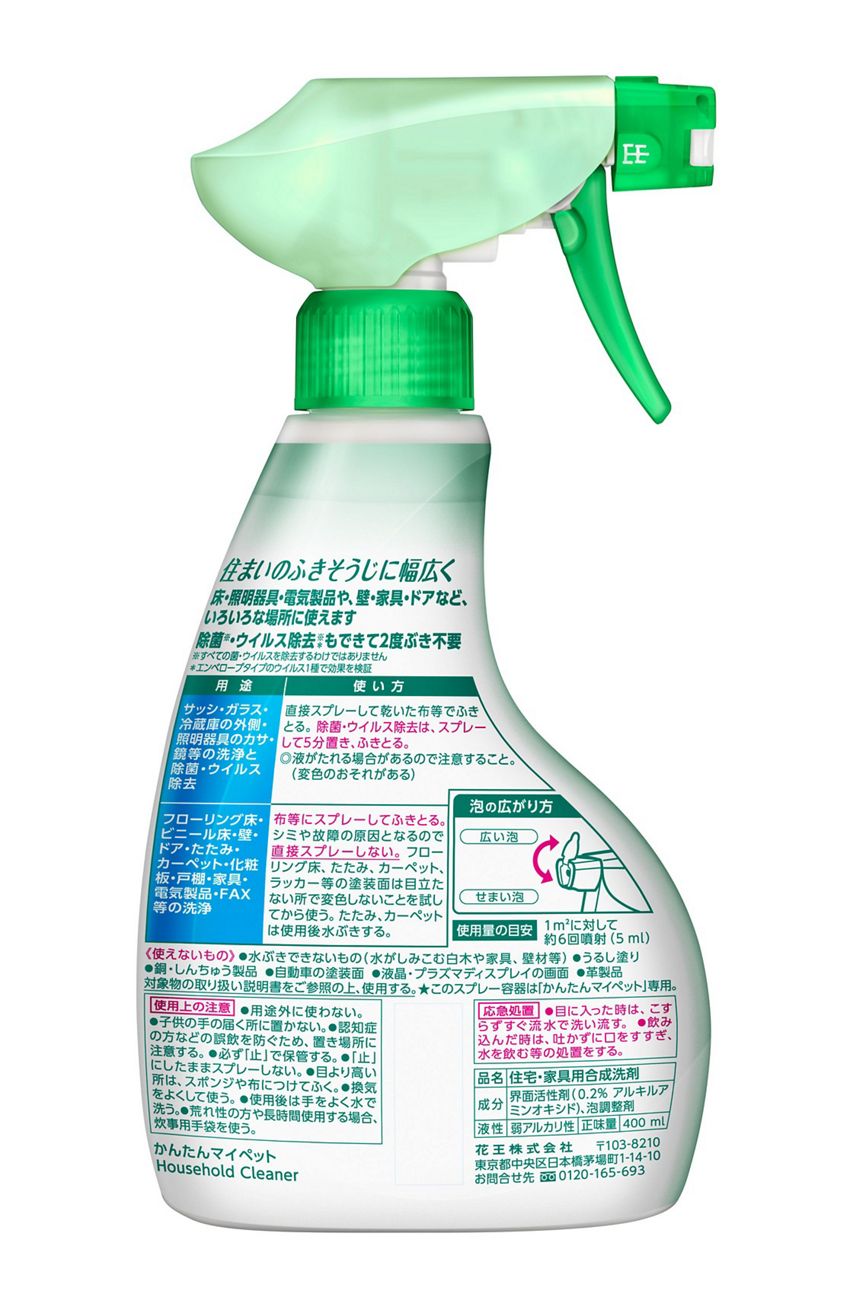 住まいのふきそうじに幅広く
床・照明器具・電気製品や、壁・家具・ドアなど、
いろいろな場所に使えます
除菌※・ウイルス除去※*もできて2度ぶき不要
※すべての菌・ウイルスを除去するわけではありません
*エンベロープタイプのウイルス1種で効果を検証
用途 使い方
サッシ・ガラス・
冷蔵庫の外側・
照明器具のカサ・
鏡等の洗浄と
除菌・ウイルス
除去
直接スプレーして乾いた布等でふき
とる。除菌・ウイルス除去は、スプレー
して5分置き、ふきとる。
◎液がたれる場合があるので注意すること。
(変色のおそれがある)
フローリング床・
ビニール床・壁・
ドア・たたみ・
カーペット・化粧
板・戸棚・家具・
電気製品・FAX
等の洗浄
布等にスプレーしてふきとる。
シミや故障の原因となるので
直接スプレーしない。フロー
リング床、たたみ、カーペット、
ラッカー等の塗装面は目立た
ない所で変色しないことを試し
てから使う。たたみ、カーペット
は使用後水ぶきする。
泡の広がり方
広い泡
せまい泡
使用量の目安
1m²に対して
約6回噴射(5ml)
《使えないもの》●水ぶきできないもの(水がしみこむ白木や家具、壁材等)●うるし塗り
●銅・しんちゅう製品 ●自動車の塗装面 ●液晶・プラズマディスプレイの画面 ●革製品
対象物の取り扱い説明書をご参照の上、使用する。★このスプレー容器は「かんたんマイペット」専用。
使用上の注意 ●用途外に使わない。
●子供の手の届く所に置かない。●認知症
の方などの誤飲を防ぐため、置き場所に
注意する。●必ず「止」で保管する。●「止」
にしたままスプレーしない。●目より高い
所は、スポンジや布につけてふく。●換気
をよくして使う。●使用後は手をよく水で
洗う。●荒れ性の方や長時間使用する場合、
炊事用手袋を使う。
かんたんマイペット
Household Cleaner
応急処置 ●目に入った時は、こす
らずすぐ流水で洗い流す。●飲み
込んだ時は、吐かずに口をすすぎ、
水を飲む等の処置をする。
品名 住宅・家具用合成洗剤
成分 界面活性剤(0.2% アルキルア
ミンオキシド)、泡調整剤
液性 弱アルカリ性 正味量 400ml
花王株式会社 〒103-8210
東京都中央区日本橋茅場町1-14-10
お問合せ先 0120-165-693